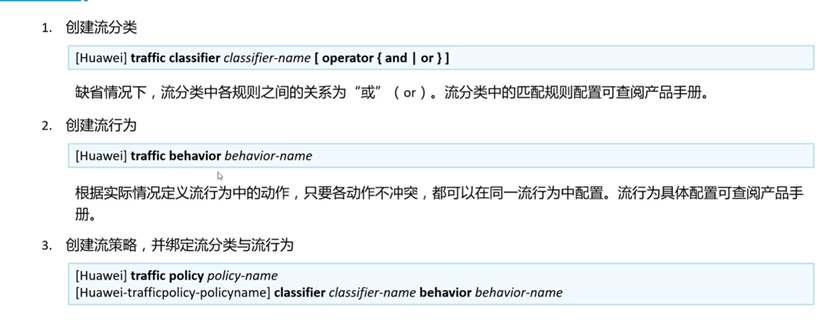 1. 创建流分类
[Huawei] traffic classifier classifier-name [ operator { and | or } ]
缺省情况下，流分类中各规则之间的关系为“或”（ or ）。流分类中的匹配规则配置可查阅产品手册。
2. 创建流行为
[Huawei] traffic behavior behavior-name
根据实际情况定义流行为中的动作，只要各动作不冲突，都可以在同一流行为中配置。流行为具体配置可查阅产品手
册。
3. 创建流策略，并绑定流分类与流行为
[Huawei] traffic policy policy-name
[Huawei-trafficpolicy-policyname] classifier classifier-name behavior behavior-name